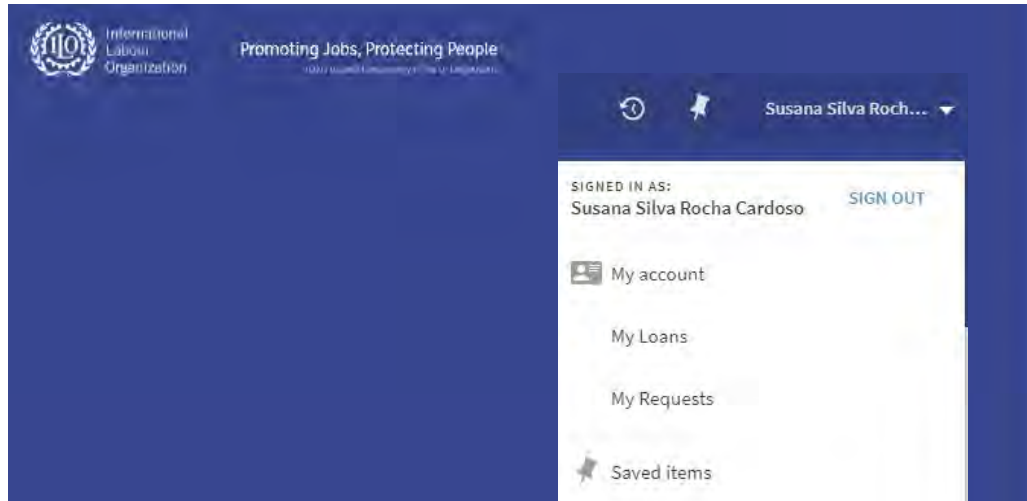 ILO
International
Labour
Organization
Promoting Jobs, Protecting People
Susana Silva Roch...
SIGNED IN AS:
Susana Silva Rocha Cardoso
SIGN OUT
My account
My Loans
My Requests
Saved items